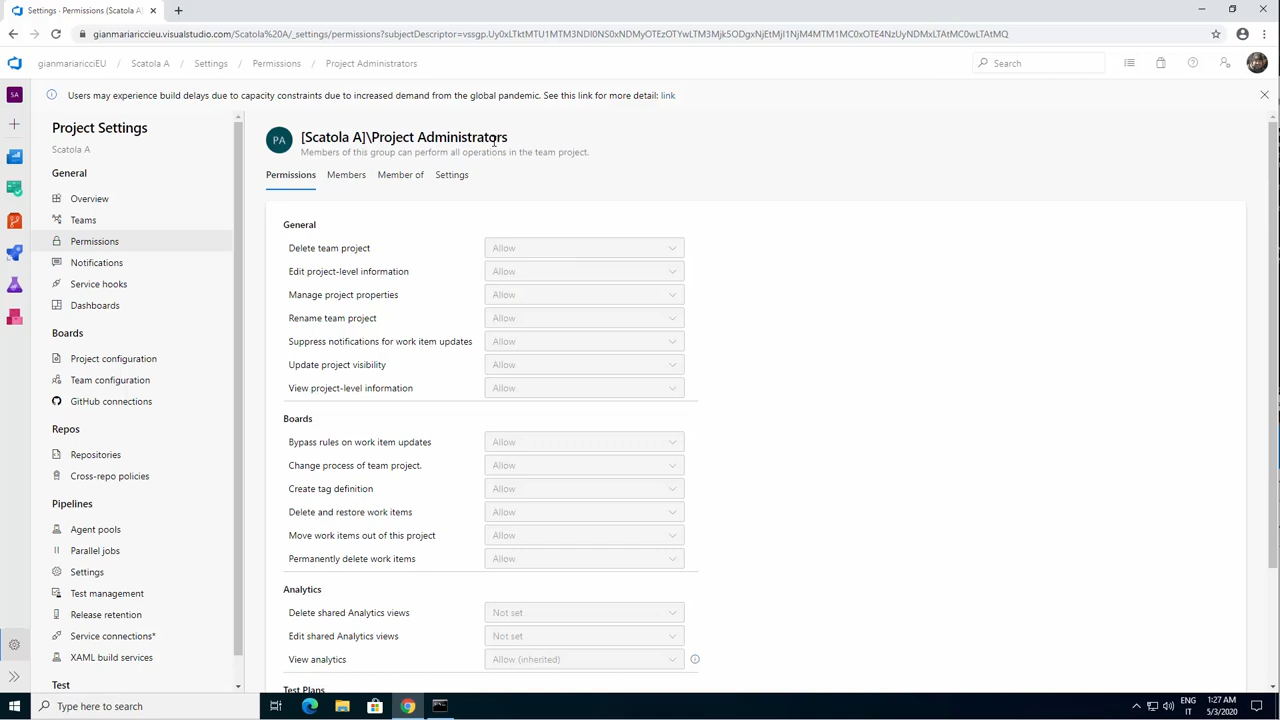 Settings - Permissions (Scatola A)
gianmariaricciEU.visualstudio.com/Scatola%20A/_settings/permissions?subjectDescriptor=vssgp.Uy0xLTktMTU1MTM3NDI0NS0xNDMyOTEzOTYwLTM3Mjk5ODgxNjEtMjI1NjM4MTM1MC0xOTE4NzUyNDMxLTAtMC0wLTAtMQ
gianmariaricciEU / Scatola A / Settings / Permissions / Project Administrators
Search
SA
Users may experience build delays due to capacity constraints due to increased demand from the global pandemic. See this link for more detail: link
Project Settings
Scatola A
General
Overview
Teams
Permissions
Notifications
Service hooks
Dashboards
Boards
Project configuration
Team configuration
GitHub connections
Repos
Repositories
Cross-repo policies
Pipelines
Agent pools
Parallel jobs
Settings
Test management
Release retention
Service connections*
XAML build services
Test
PA
[Scatola A]\Project Administrators
Members of this group can perform all operations in the team project.
Permissions Members Member of Settings
General
Delete team project Allow
Edit project-level information Allow
Manage project properties Allow
Rename team project Allow
Suppress notifications for work item updates Allow
Update project visibility Allow
View project-level information Allow
Boards
Bypass rules on work item updates Allow
Change process of team project. Allow
Create tag definition Allow
Delete and restore work items Allow
Move work items out of this project Allow
Permanently delete work items Allow
Analytics
Delete shared Analytics views Not set
Edit shared Analytics views Not set
View analytics Allow (inherited)
Test Plans
Type here to search
ENG
IT
1:27 AM
5/3/2020